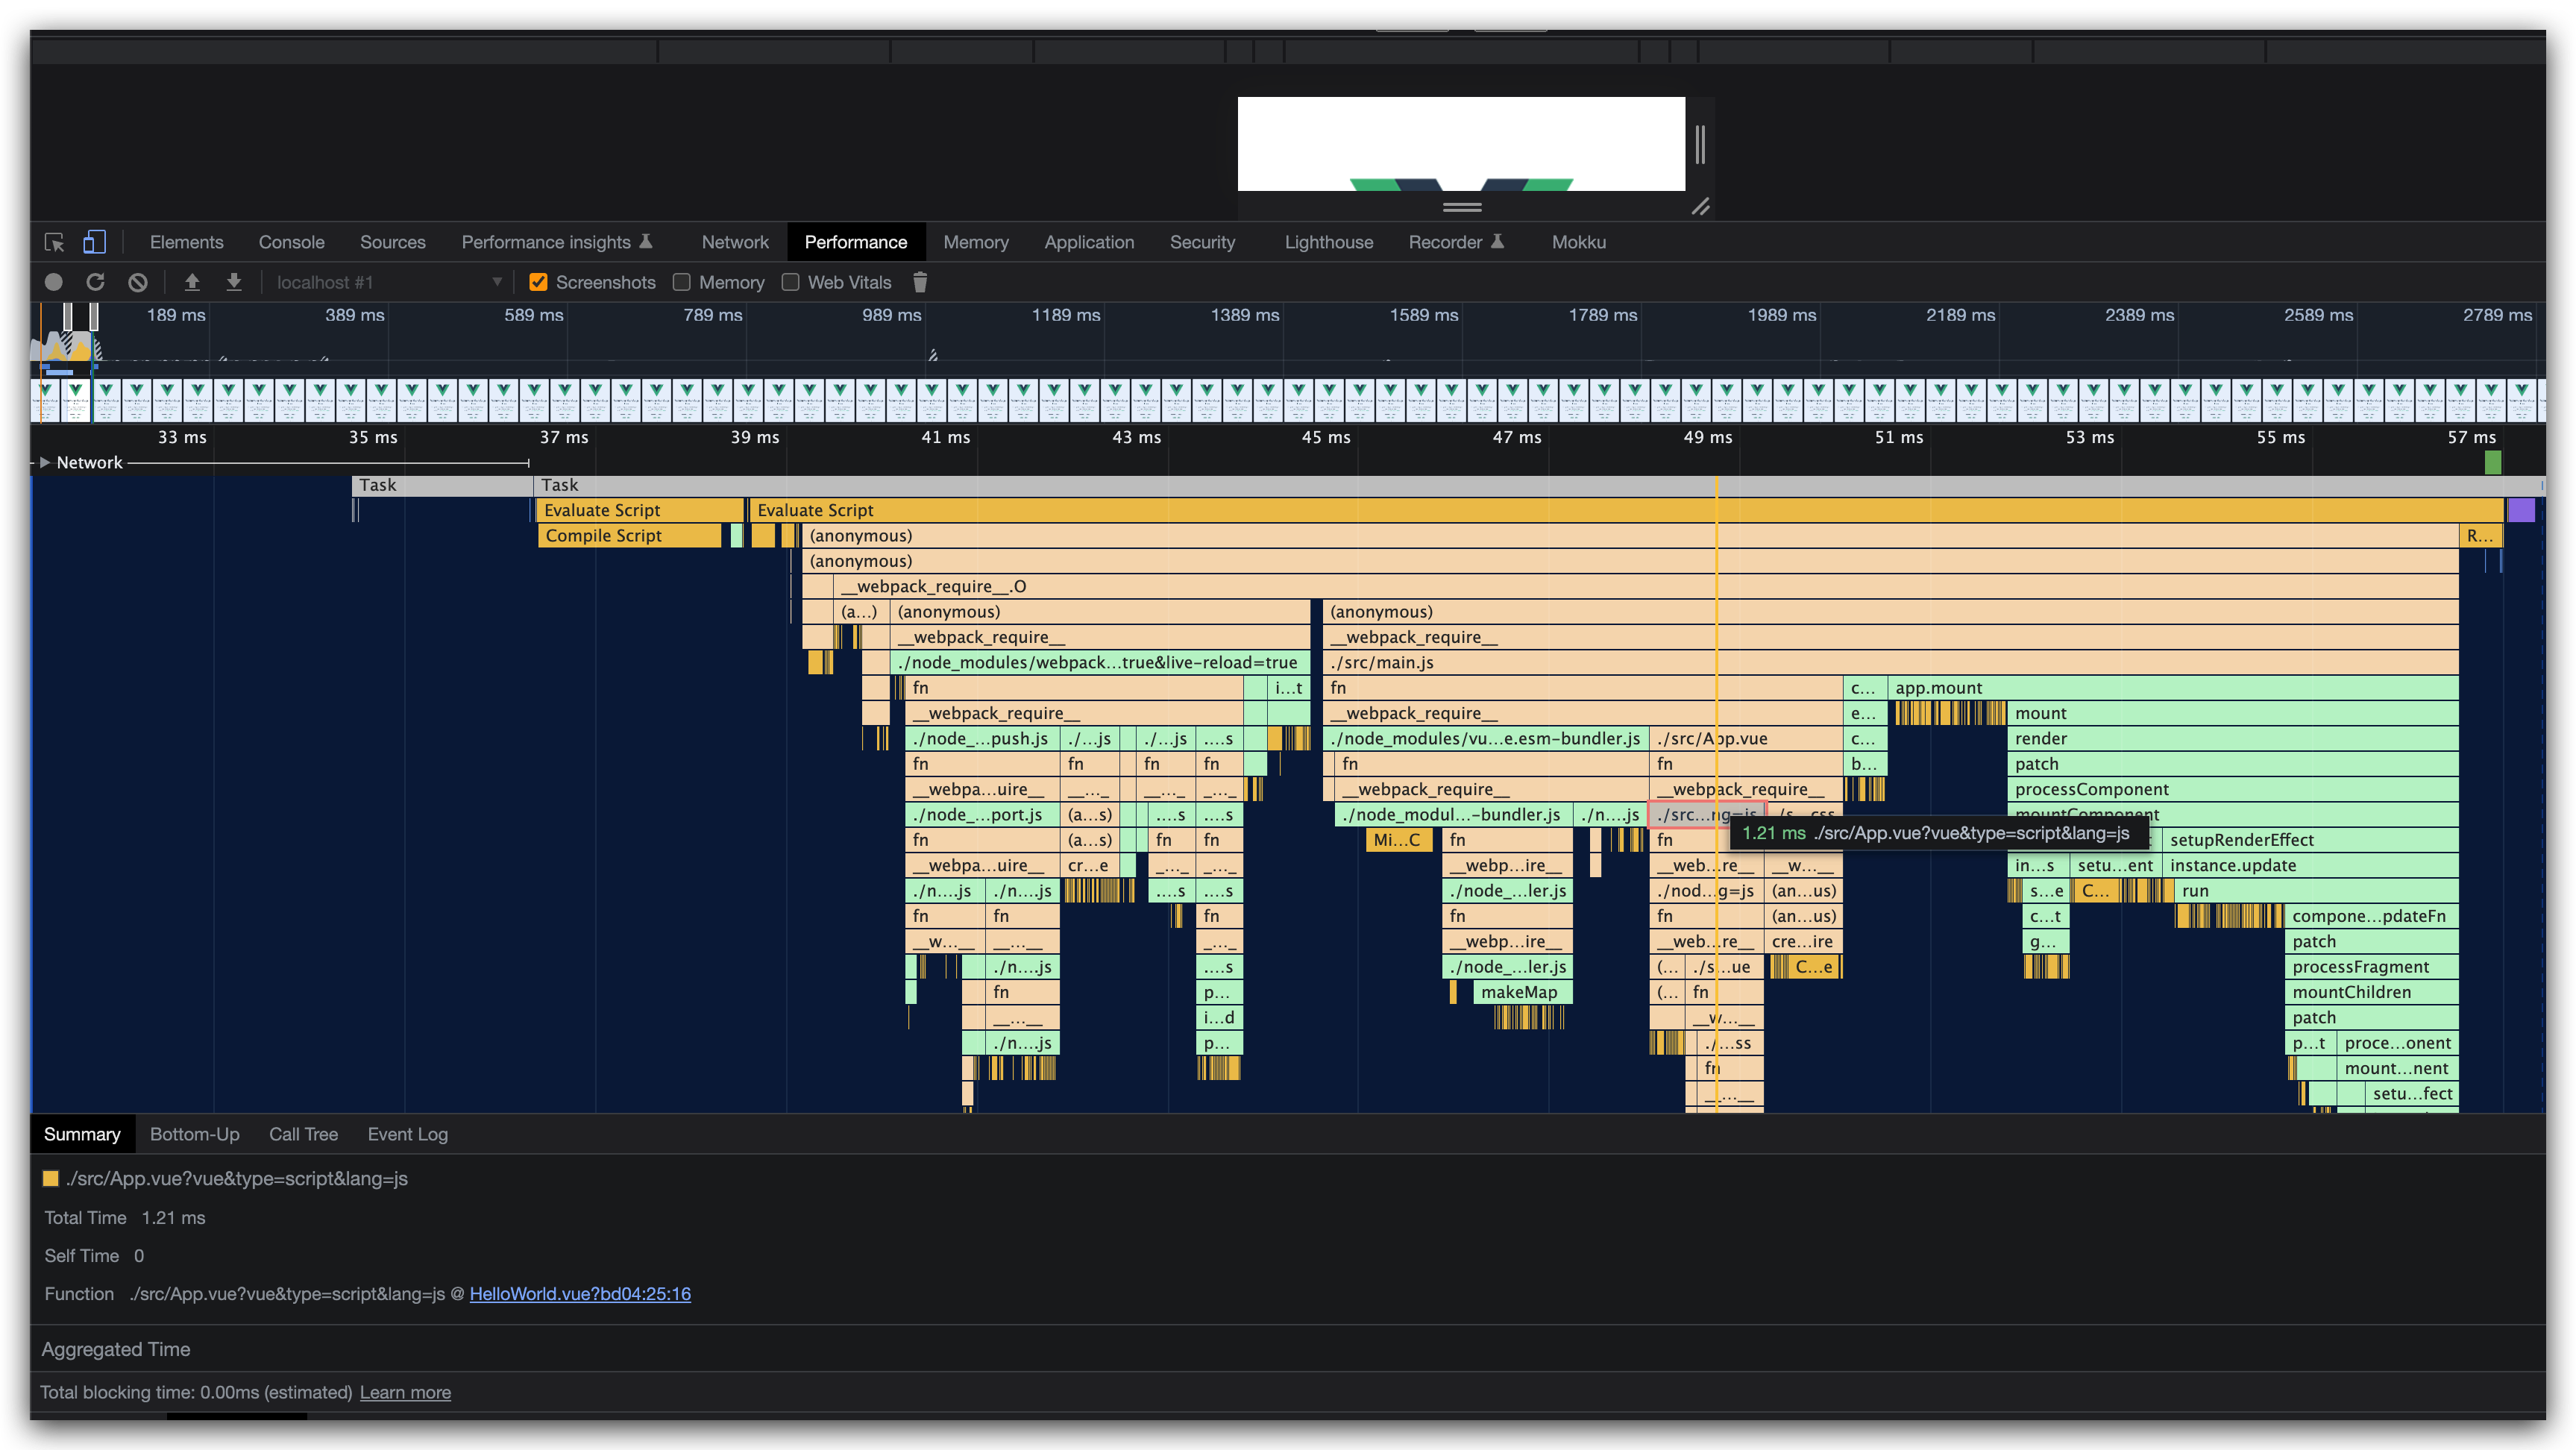 Elements Console Sources Performance insights Network Performance Memory Application Security Lighthouse Recorder Mokku
localhost #1 Screenshots Memory Web Vitals
189 ms 389 ms 589 ms 789 ms 989 ms 1189 ms 1389 ms 1589 ms 1789 ms 1989 ms 2189 ms 2389 ms 2589 ms 2789 ms
33 ms 35 ms 37 ms 39 ms 41 ms 43 ms 45 ms 47 ms 49 ms 51 ms 53 ms 55 ms 57 ms
Network
Task Task
Evaluate Script Evaluate Script
Compile Script (anonymous) R...
(anonymous)
__webpack_require__.O
(a...) (anonymous) (anonymous)
__webpack_require__ __webpack_require__
./node_modules/webpack...true&live-reload=true ./src/main.js
fn i...t fn c... app.mount
__webpack_require__ __webpack_require__ e... mount
./node_...push.js ./...js ./...js ....s ./node_modules/vu...e.esm-bundler.js ./src/App.vue c... render
fn fn fn fn fn fn b... patch
__webpa...uire__ __..._ __..._ _..._ __webpack_require__ __webpack_require__ processComponent
./node_...port.js (a...s) ....s ....s ./node_modul...-bundler.js ./n....js ./src...ng=js ./s...css mountComponent
1.21 ms ./src/App.vue?vue&type=script&lang=js
fn (a...s) fn fn Mi...C fn fn setupRenderEffect
__webpa...uire__ cr...e _..._ _..._ __webp...ire__ __web...re__ __w...__ in...s setu...ent instance.update
./n....js ./n....js ....s ....s ./node_...ler.js ./nod...g=js (an...us) s...e C... run
fn fn fn fn fn (an...us) c...t compone...pdateFn
__w...__ __...__ _..._ __webp...ire__ __web...re__ cre...ire g... patch
./n....js ....s ./node_...ler.js (... ./s...ue C...e processFragment
fn p... makeMap (... fn mountChildren
__...__ i...d __w...__ patch
./n....js p... ./...ss p...t proce...onent
fn mount...nent
__...__ setu...fect
Summary Bottom-Up Call Tree Event Log
./src/App.vue?vue&type=script&lang=js
Total Time 1.21 ms
Self Time 0
Function ./src/App.vue?vue&type=script&lang=js @ HelloWorld.vue?bd04:25:16
Aggregated Time
Total blocking time: 0.00ms (estimated) Learn more